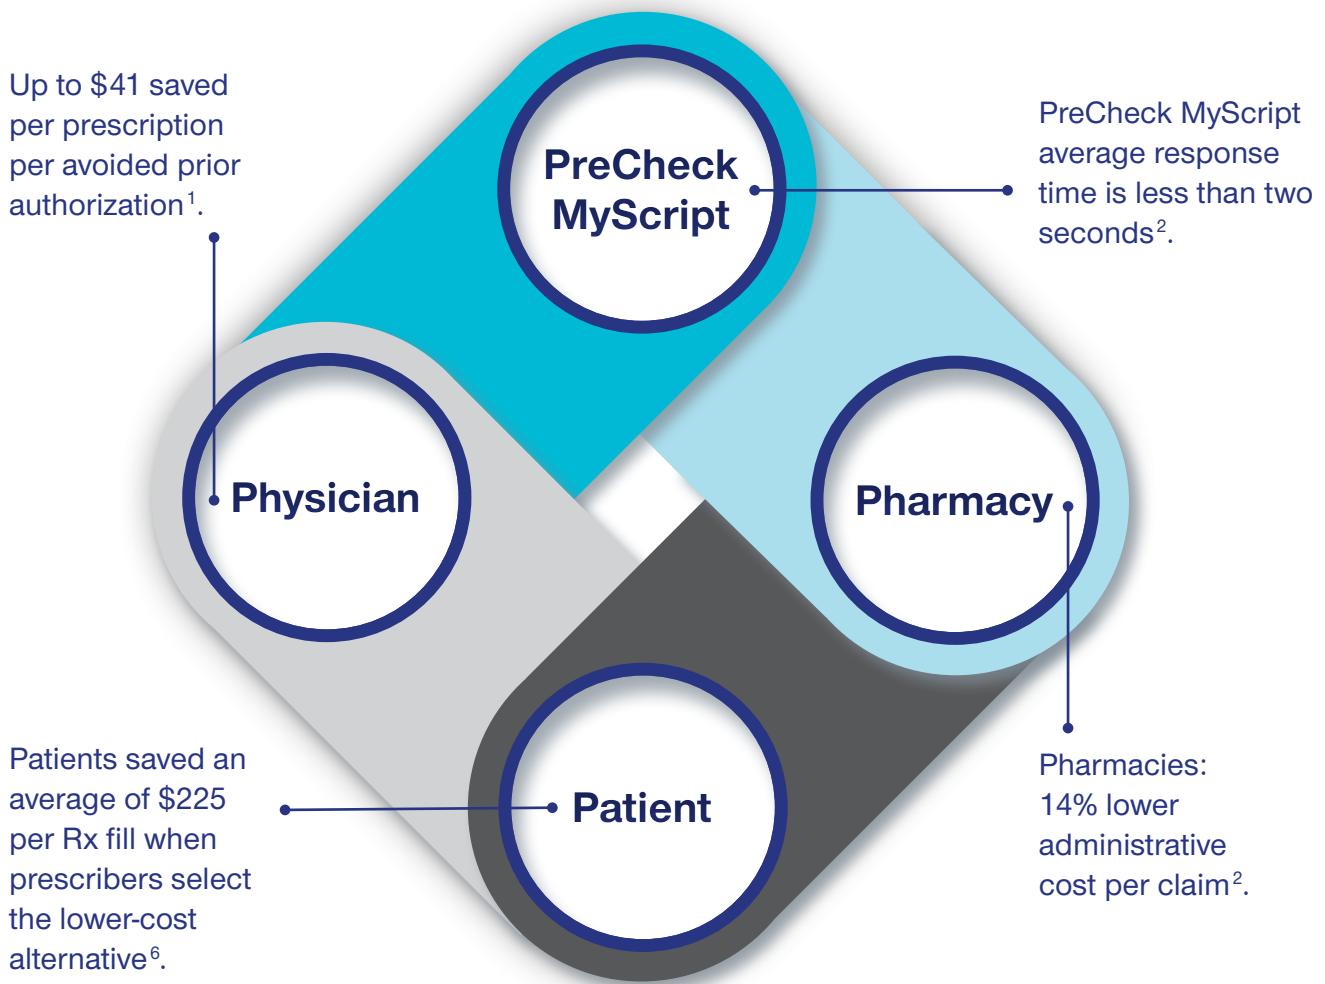 Up to $41 saved
per prescription
per avoided prior
authorization¹.
PreCheck
MyScript
PreCheck MyScript
average response
time is less than two
seconds².
Physician
Pharmacy
Patients saved an
average of $225
per Rx fill when
prescribers select
the lower-cost
alternative⁶.
Patient
Pharmacies:
14% lower
administrative
cost per claim².